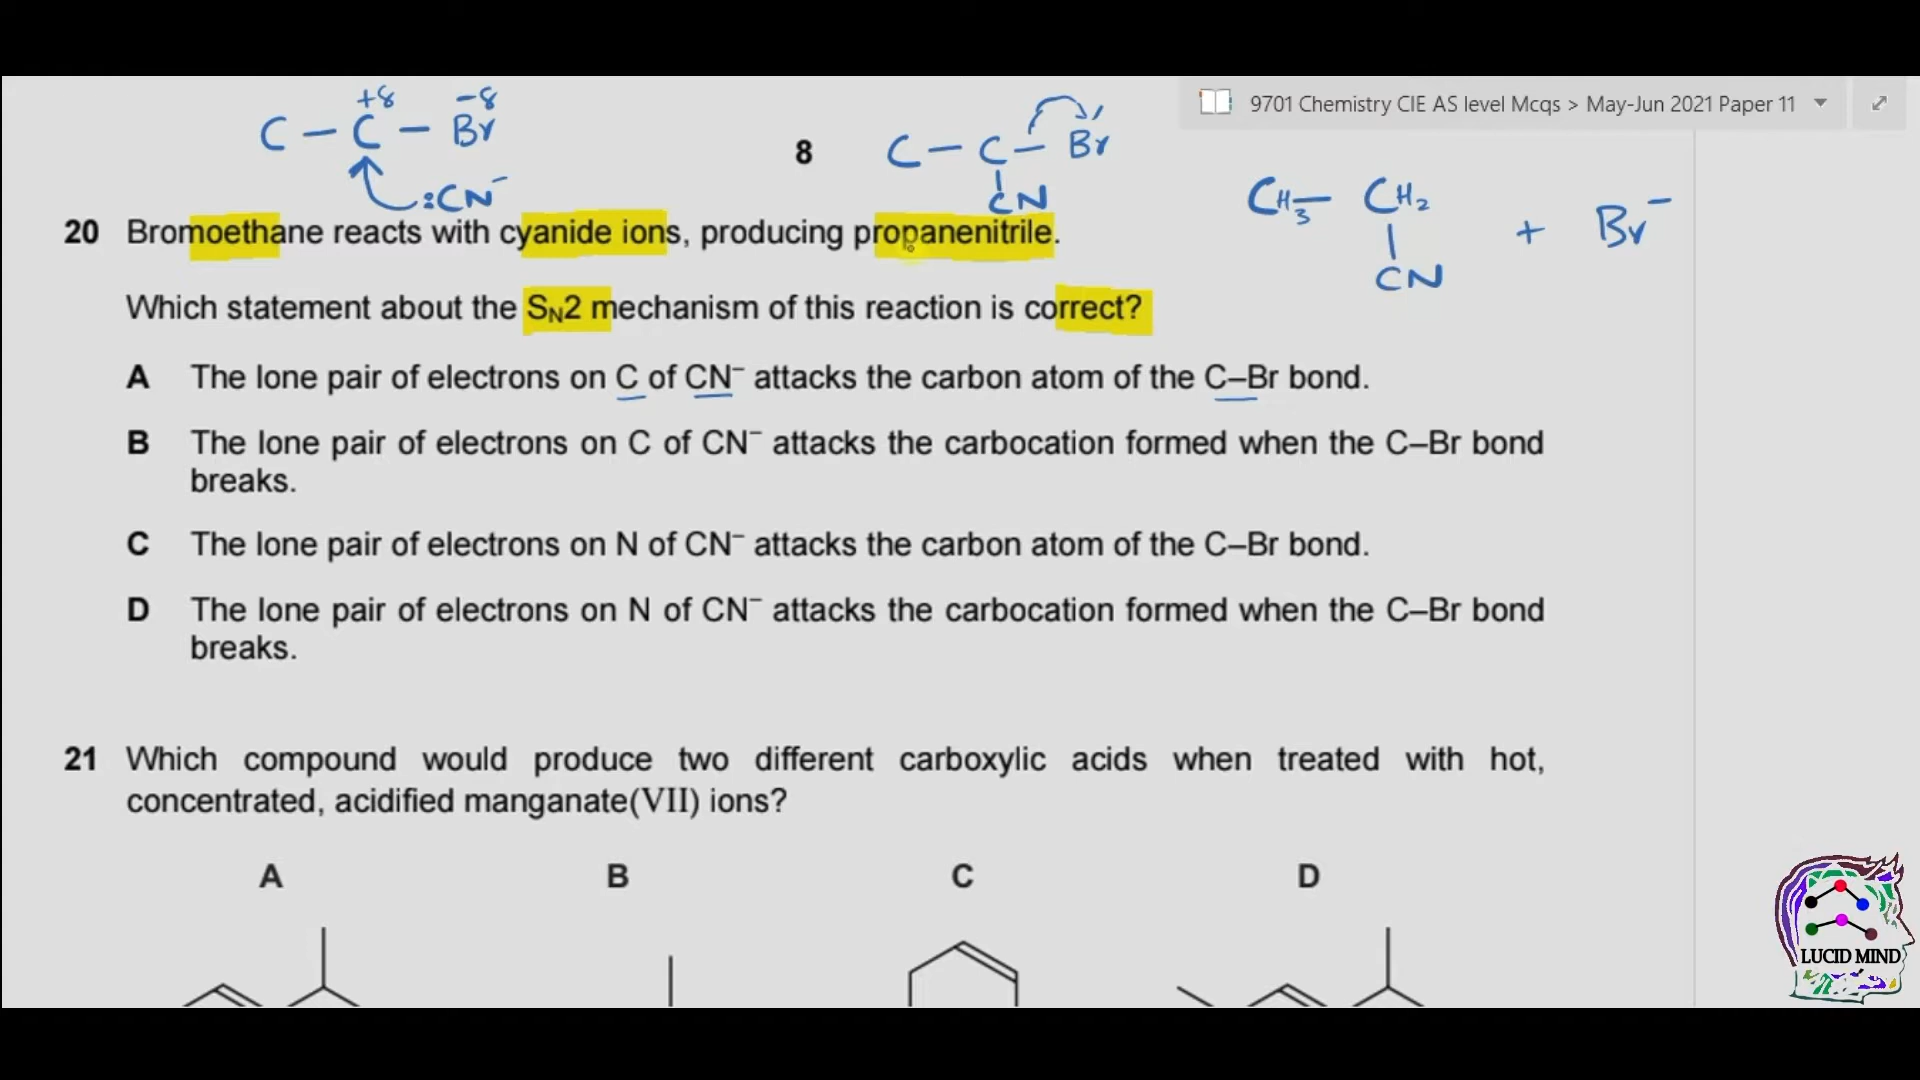 9701 Chemistry CIE AS level Mcqs > May-Jun 2021 Paper 11
+δ -δ
C - C - Br
:CN⁻
8
C - C - Br
CN
CH₃ - CH₂ + Br⁻
CN
20 Bromoethane reacts with cyanide ions, producing propanenitrile.
Which statement about the SN2 mechanism of this reaction is correct?
A The lone pair of electrons on C of CN⁻ attacks the carbon atom of the C–Br bond.
B The lone pair of electrons on C of CN⁻ attacks the carbocation formed when the C–Br bond
breaks.
C The lone pair of electrons on N of CN⁻ attacks the carbon atom of the C–Br bond.
D The lone pair of electrons on N of CN⁻ attacks the carbocation formed when the C–Br bond
breaks.
21 Which compound would produce two different carboxylic acids when treated with hot,
concentrated, acidified manganate(VII) ions?
A B C D
LUCID MIND